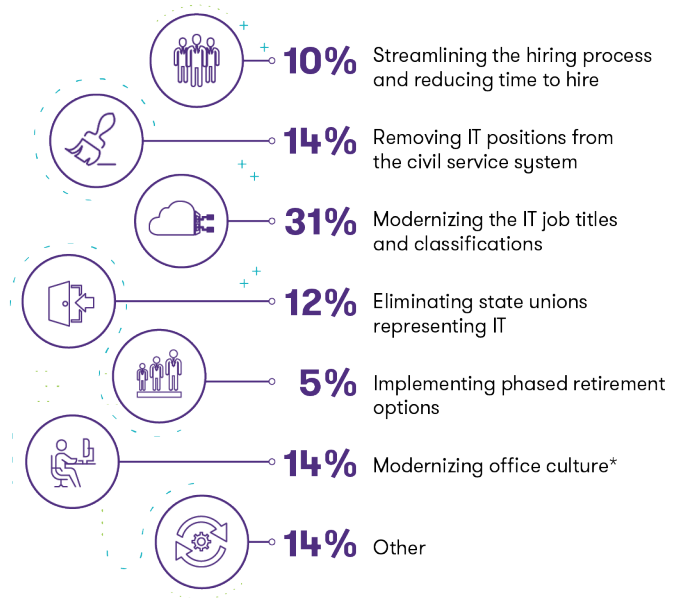 10% Streamlining the hiring process
and reducing time to hire
14% Removing IT positions from
the civil service system
31% Modernizing the IT job titles
and classifications
12% Eliminating state unions
representing IT
5% Implementing phased retirement
options
14% Modernizing office culture*
14% Other